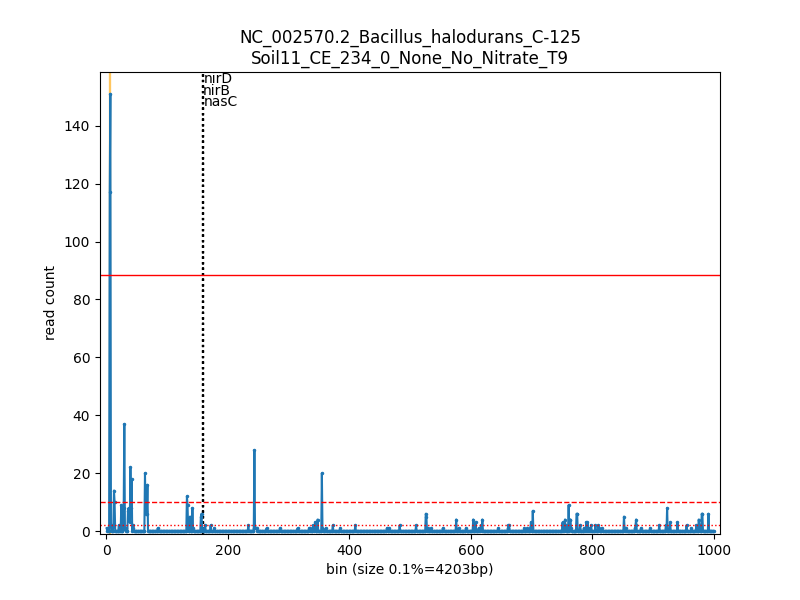 NC_002570.2_Bacillus_halodurans_C-125
Soil11_CE_234_0_None_No_Nitrate_T9
nirD
nirB
nasC
140
120
100
80
60
40
20
0
read count
0 200 400 600 800 1000
bin (size 0.1%=4203bp)